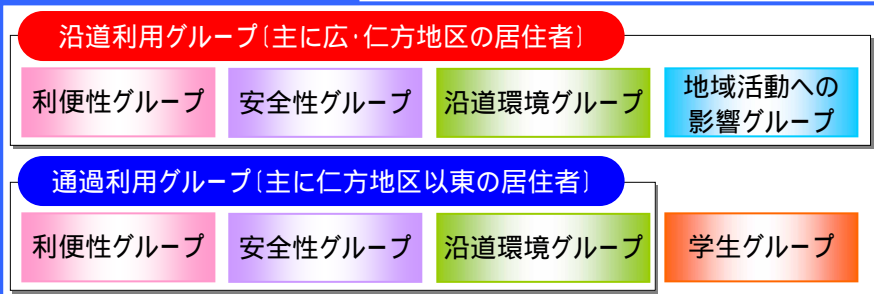 沿道利用グループ〔主に広・仁方地区の居住者〕
利便性グループ
安全性グループ
沿道環境グループ
地域活動への
影響グループ
通過利用グループ〔主に仁方地区以東の居住者〕
利便性グループ
安全性グループ
沿道環境グループ
学生グループ